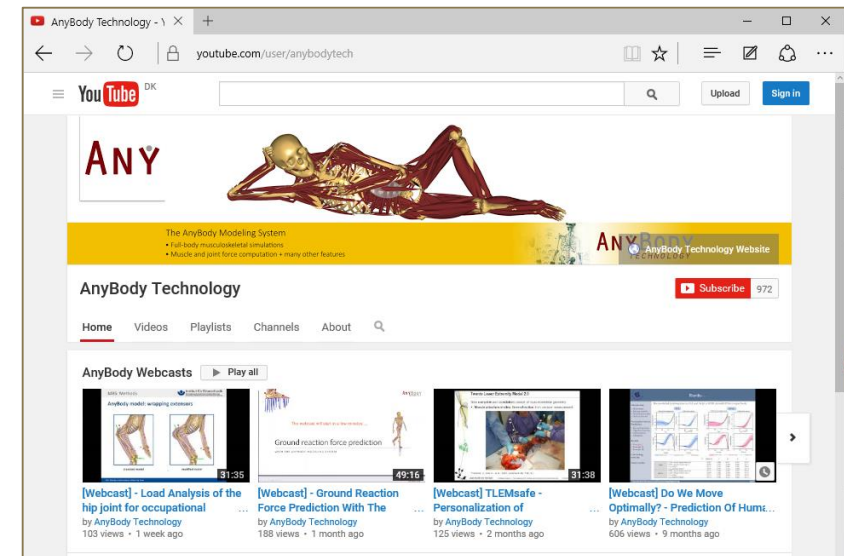 AnyBody Technology - Y
youtube.com/user/anybodytech
YouTube DK
Upload
Sign in
ANY
The AnyBody Modeling System
• Full-body musculoskeletal simulations
• Muscle and joint force computation + many other features
ANYBODY
TECHNOLOGY
AnyBody Technology Website
AnyBody Technology
Subscribe 972
Home Videos Playlists Channels About
AnyBody Webcasts Play all
AnyBody model: wrapping extensors
31:35
Ground reaction force prediction
49:16
31:38
[Webcast] - Load Analysis of the
hip joint for occupational ...
by AnyBody Technology
103 views • 1 week ago
[Webcast] - Ground Reaction
Force Prediction With The ...
by AnyBody Technology
188 views • 1 month ago
[Webcast] TLEMsafe -
Personalization of ...
by AnyBody Technology
125 views • 2 months ago
[Webcast] Do We Move
Optimally? - Prediction Of Huma...
by AnyBody Technology
606 views • 9 months ago